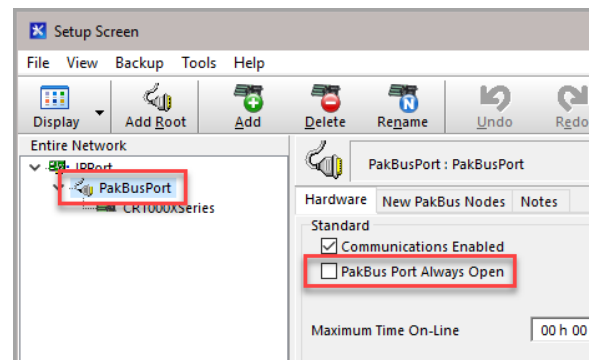 Setup Screen
File View Backup Tools Help
Display Add Root Add Delete Rename Undo Redo
Entire Network
IPPort
PakBusPort
CR1000XSeries
PakBusPort : PakBusPort
Hardware New PakBus Nodes Notes
Standard
Communications Enabled
PakBus Port Always Open
Maximum Time On-Line 00 h 00